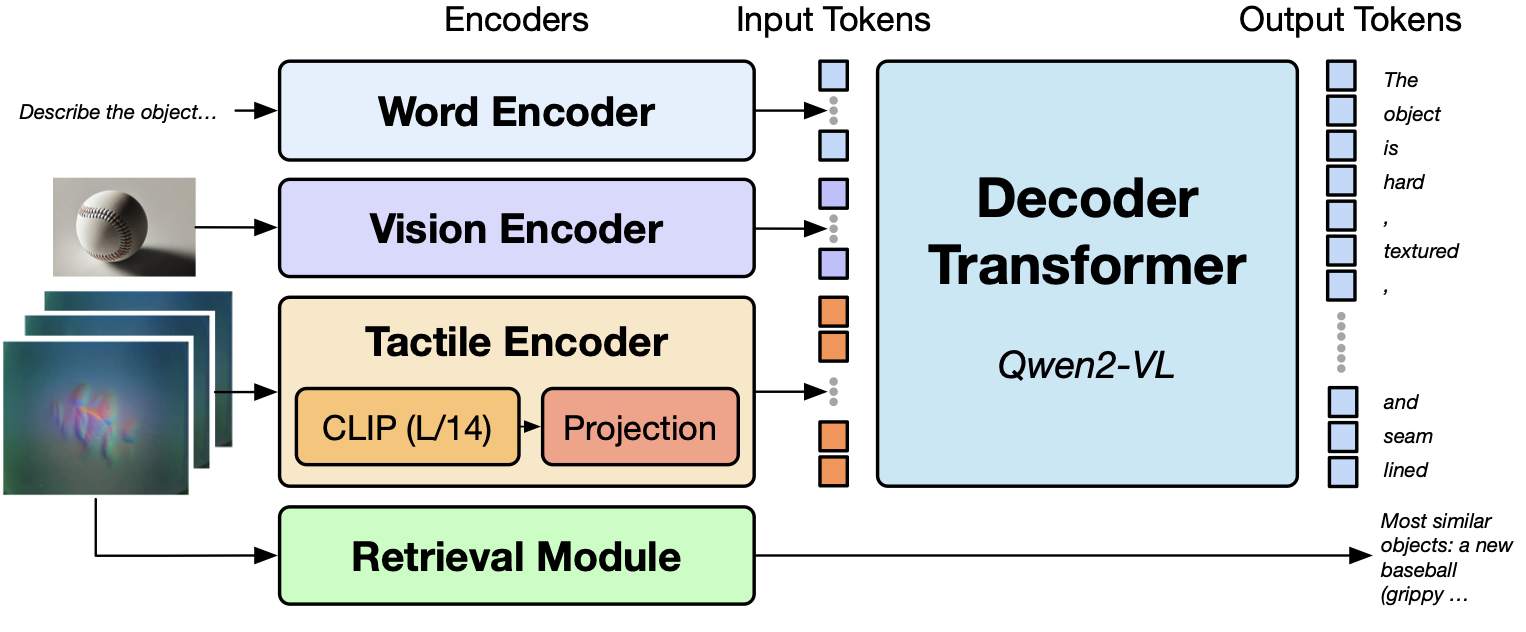 Encoders
Input Tokens
Output Tokens
Describe the object…
Word Encoder
Vision Encoder
Tactile Encoder
CLIP (L/14)
Projection
Retrieval Module
Decoder
Transformer
Qwen2-VL
The
object
is
hard
,
textured
,
and
seam
lined
Most similar
objects: a new
baseball
(grippy …